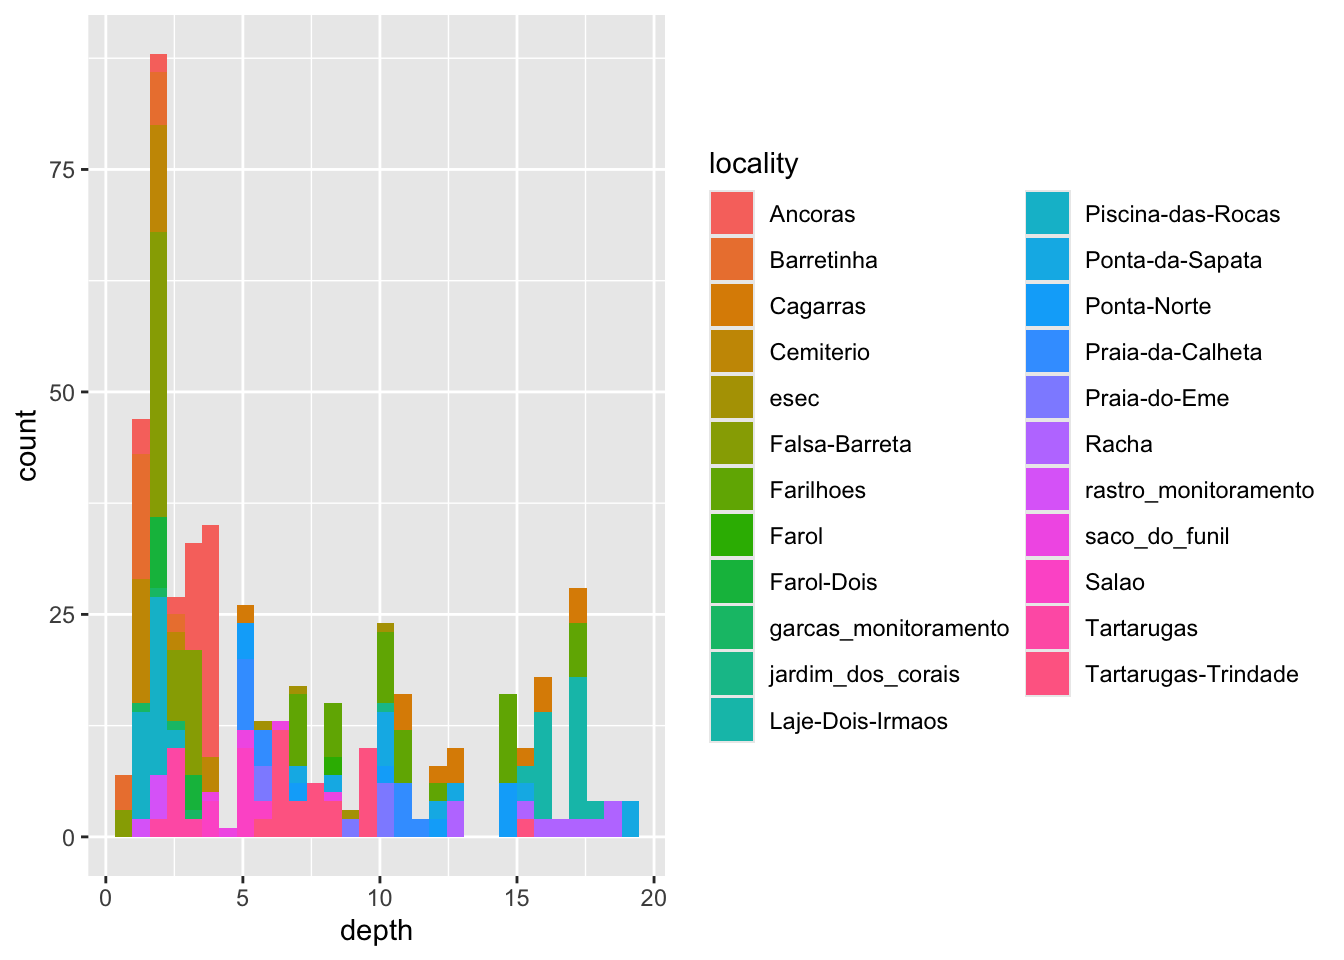 count
75
50
25
0
0 5 10 15 20
depth
locality
Ancoras
Barretinha
Cagarras
Cemiterio
esec
Falsa-Barreta
Farilhoes
Farol
Farol-Dois
garcas_monitoramento
jardim_dos_corais
Laje-Dois-Irmaos
Piscina-das-Rocas
Ponta-da-Sapata
Ponta-Norte
Praia-da-Calheta
Praia-do-Eme
Racha
rastro_monitoramento
saco_do_funil
Salao
Tartarugas
Tartarugas-Trindade